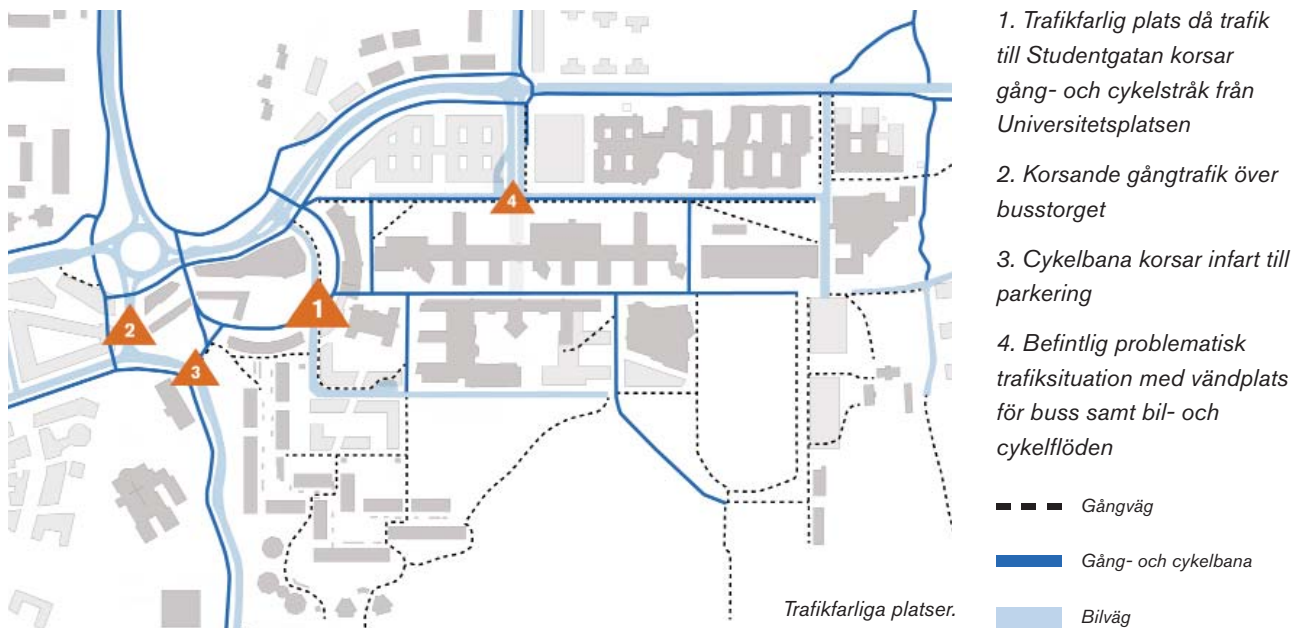 1. Trafikfarlig plats då trafik
till Studentgatan korsar
gång- och cykelstråk från
Universitetsplatsen
2. Korsande gångtrafik över
busstorget
3. Cykelbana korsar infart till
parkering
4. Befintlig problematisk
trafiksituation med vändplats
för buss samt bil- och
cykelflöden
Gångväg
Gång- och cykelbana
Bilväg
4
1
2
3
Trafikfarliga platser.